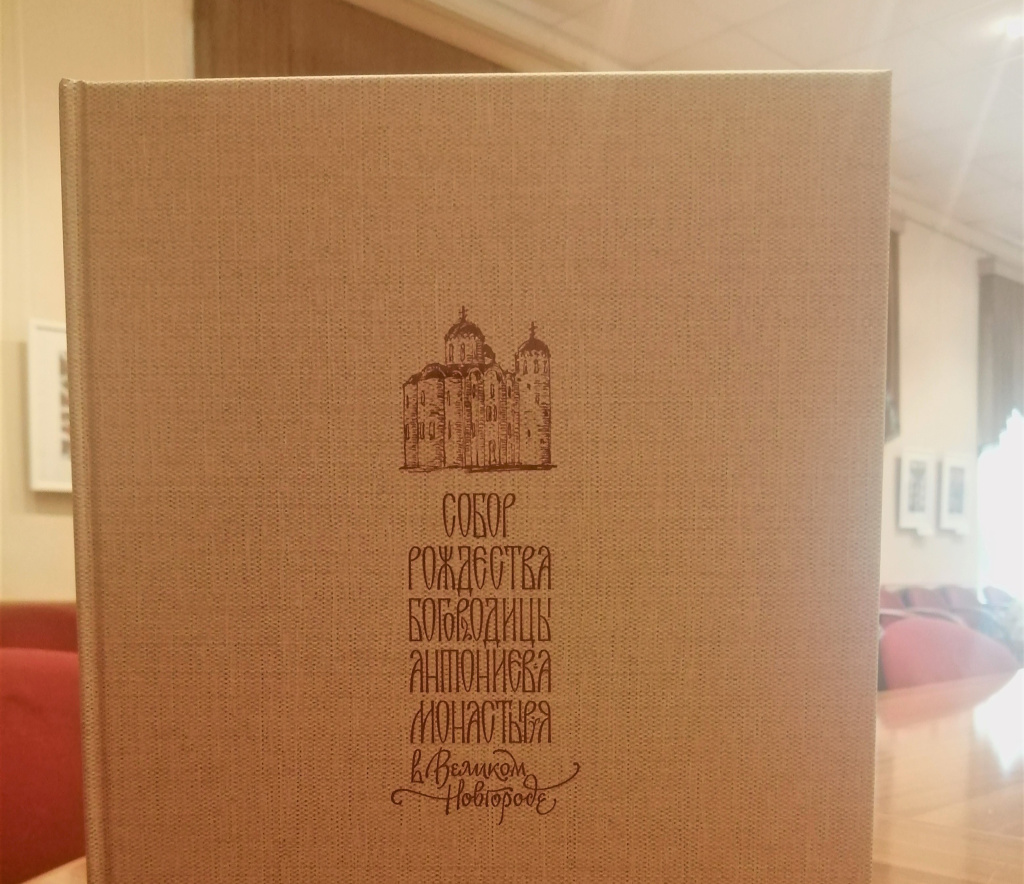 СОБОР
РОЖДЕСТВА
БОГОРОДИЦЫ
АНТОНИЕВА
МОНАСТЫРЯ
в Великом
Новгороде